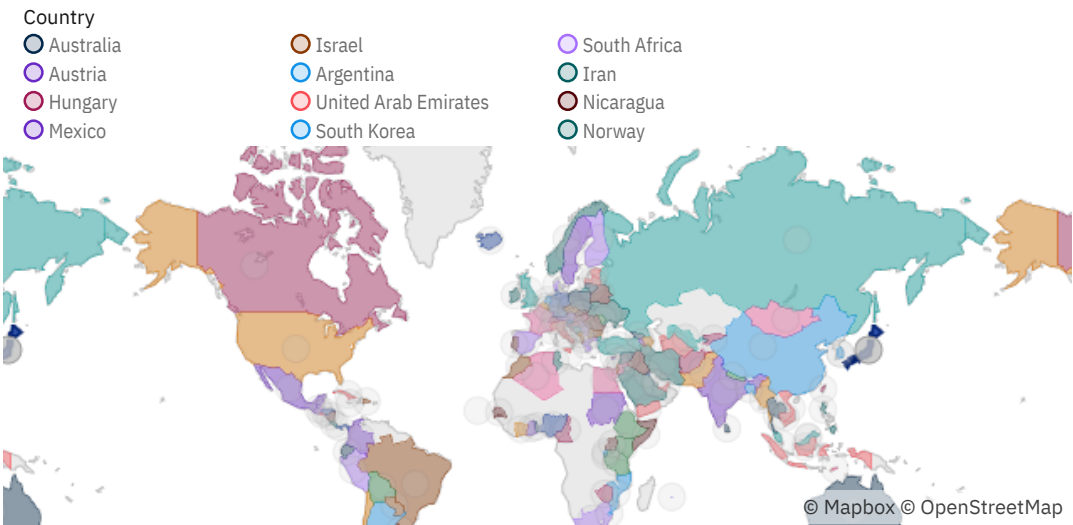 Country
Australia
Austria
Hungary
Mexico
Israel
Argentina
United Arab Emirates
South Korea
South Africa
Iran
Nicaragua
Norway
© Mapbox © OpenStreetMap